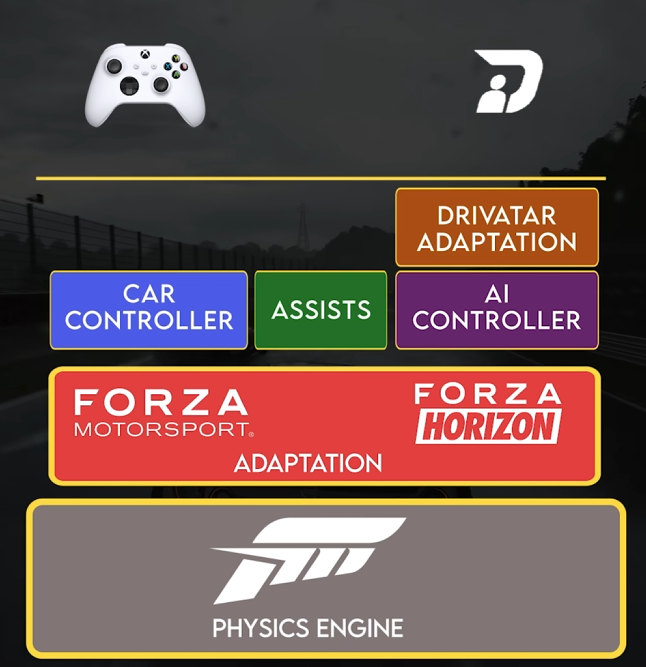 DRIVATAR
ADAPTATION
CAR
CONTROLLER
ASSISTS
AI
CONTROLLER
FORZA
MOTORSPORT®
FORZA
HORIZON
ADAPTATION
PHYSICS ENGINE